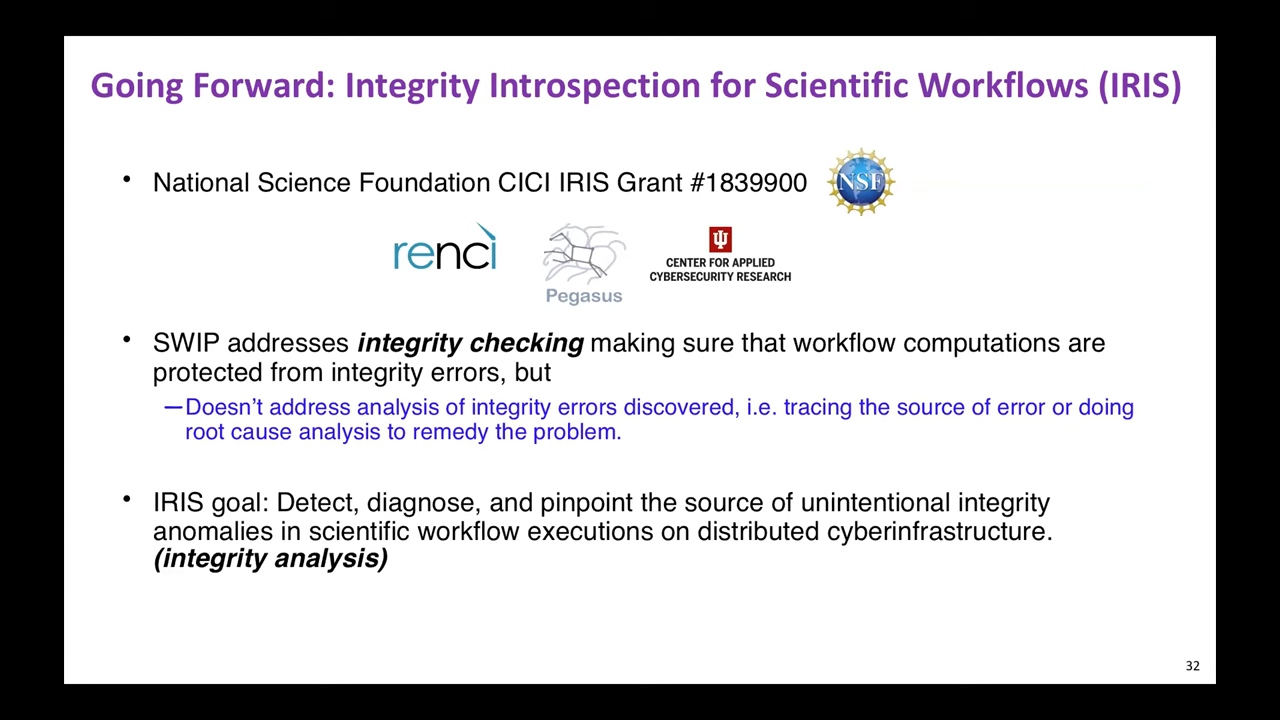 Going Forward: Integrity Introspection for Scientific Workflows (IRIS)
• National Science Foundation CICI IRIS Grant #1839900
NSF
renci
Pegasus
CENTER FOR APPLIED
CYBERSECURITY RESEARCH
• SWIP addresses integrity checking making sure that workflow computations are
protected from integrity errors, but
—Doesn’t address analysis of integrity errors discovered, i.e. tracing the source of error or doing
root cause analysis to remedy the problem.
• IRIS goal: Detect, diagnose, and pinpoint the source of unintentional integrity
anomalies in scientific workflow executions on distributed cyberinfrastructure.
(integrity analysis)
32